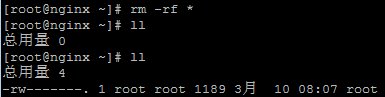 [root@nginx ~]# rm -rf *
[root@nginx ~]# ll
总用量 0
[root@nginx ~]# ll
总用量 4
-rw-------. 1 root root 1189 3月  10 08:07 root